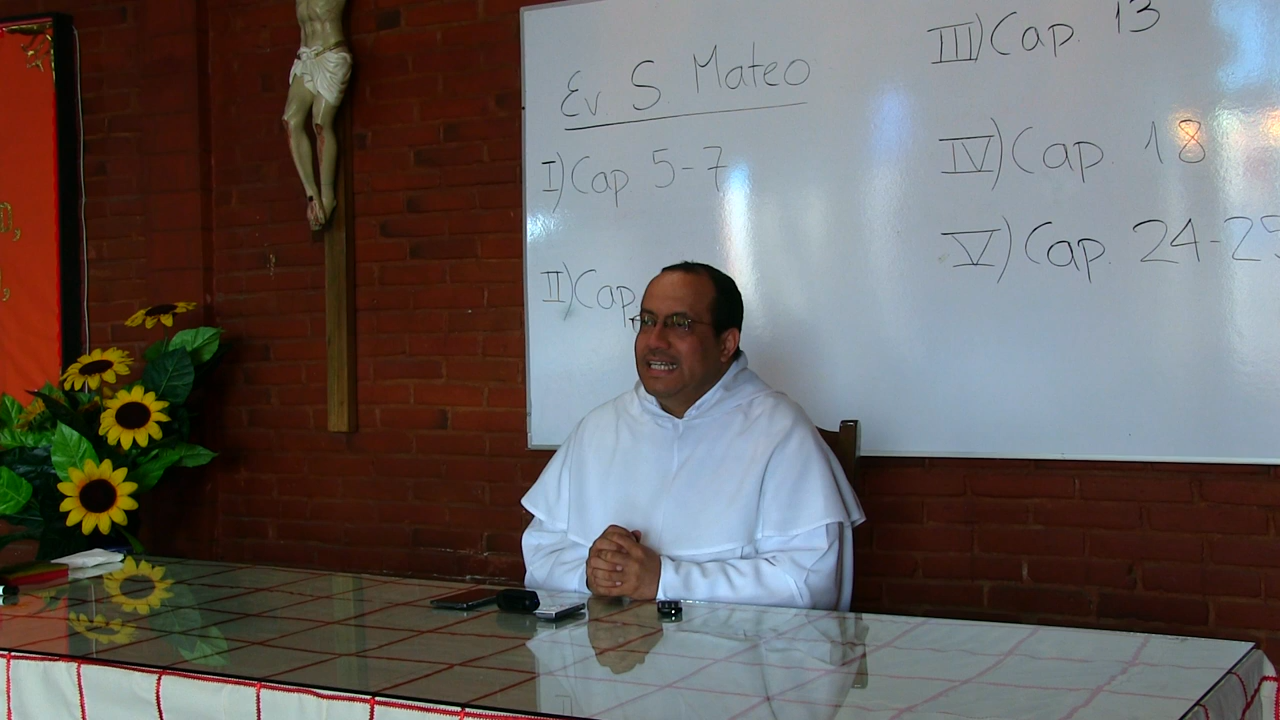 Ev. S. Mateo
I) Cap 5-7
II) Cap.
III) Cap. 13
IV) Cap. 18
V) Cap. 24-25